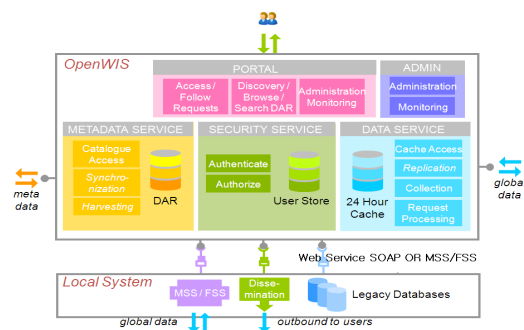 OpenWIS
PORTAL
ADMIN
Access /
Follow
Requests
Discovery /
Browse /
Search DAR
Administration
Monitoring
Administration
Monitoring
METADATA SERVICE
SECURITY SERVICE
DATA SERVICE
Catalogue
Access
Synchro-
nization
Harvesting
DAR
Authenticate
Authorize
User Store
24 Hour
Cache
Cache Access
Replication
Collection
Request
Processing
meta
data
global
data
Web Service SOAP OR MSS/FSS
Local System
MSS / FSS
Disse-
mination
Legacy Databases
global data
outbound to users